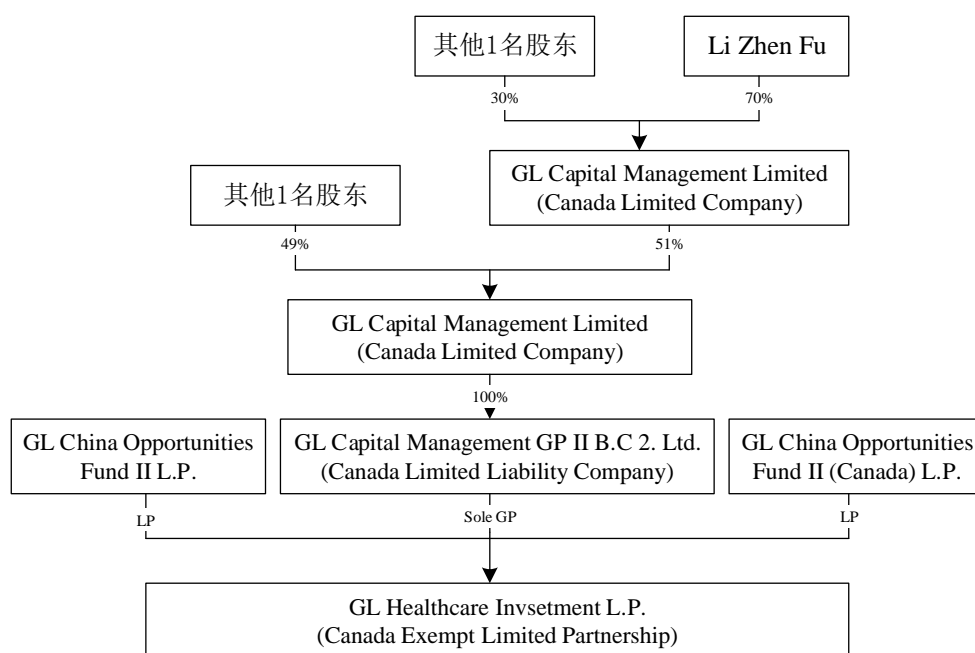 其他1名股东
Li Zhen Fu
30%
70%
GL Capital Management Limited
(Canada Limited Company)
其他1名股东
49%
51%
GL Capital Management Limited
(Canada Limited Company)
100%
GL China Opportunities
Fund II L.P.
GL Capital Management GP II B.C 2. Ltd.
(Canada Limited Liability Company)
GL China Opportunities
Fund II (Canada) L.P.
LP
Sole GP
LP
GL Healthcare Invsetment L.P.
(Canada Exempt Limited Partnership)